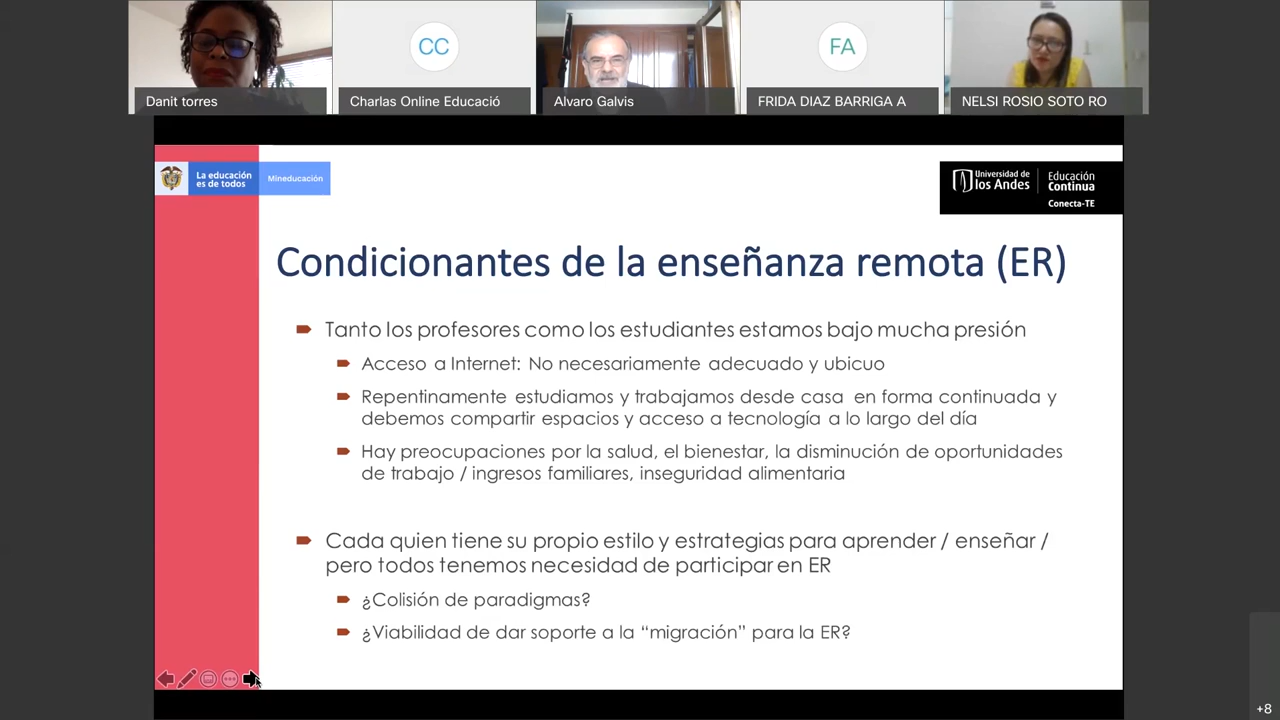 CC
FA
Danit torres
Charlas Online Educació
Alvaro Galvis
FRIDA DIAZ BARRIGA A
NELSI ROSIO SOTO RO
La educación
es de todos
Mineducación
Universidad de
los Andes
Educación
Continua
Conecta-TE
Condicionantes de la enseñanza remota (ER)
Tanto los profesores como los estudiantes estamos bajo mucha presión
Acceso a Internet: No necesariamente adecuado y ubicuo
Repentinamente estudiamos y trabajamos desde casa en forma continuada y
debemos compartir espacios y acceso a tecnología a lo largo del día
Hay preocupaciones por la salud, el bienestar, la disminución de oportunidades
de trabajo / ingresos familiares, inseguridad alimentaria
Cada quien tiene su propio estilo y estrategias para aprender / enseñar /
pero todos tenemos necesidad de participar en ER
¿Colisión de paradigmas?
¿Viabilidad de dar soporte a la “migración” para la ER?
+8